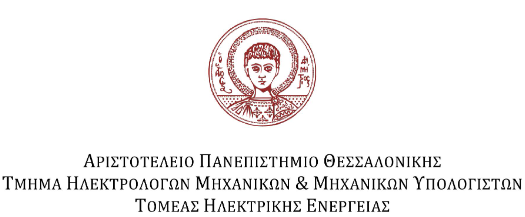 ΑΡΙΣΤΟΤΕΛΕΙΟ ΠΑΝΕΠΙΣΤΗΜΙΟ ΘΕΣΣΑΛΟΝΙΚΗΣ
ΤΜΗΜΑ ΗΛΕΚΤΡΟΛΟΓΩΝ ΜΗΧΑΝΙΚΩΝ & ΜΗΧΑΝΙΚΩΝ ΥΠΟΛΟΓΙΣΤΩΝ
ΤΟΜΕΑΣ ΗΛΕΚΤΡΙΚΗΣ ΕΝΕΡΓΕΙΑΣ